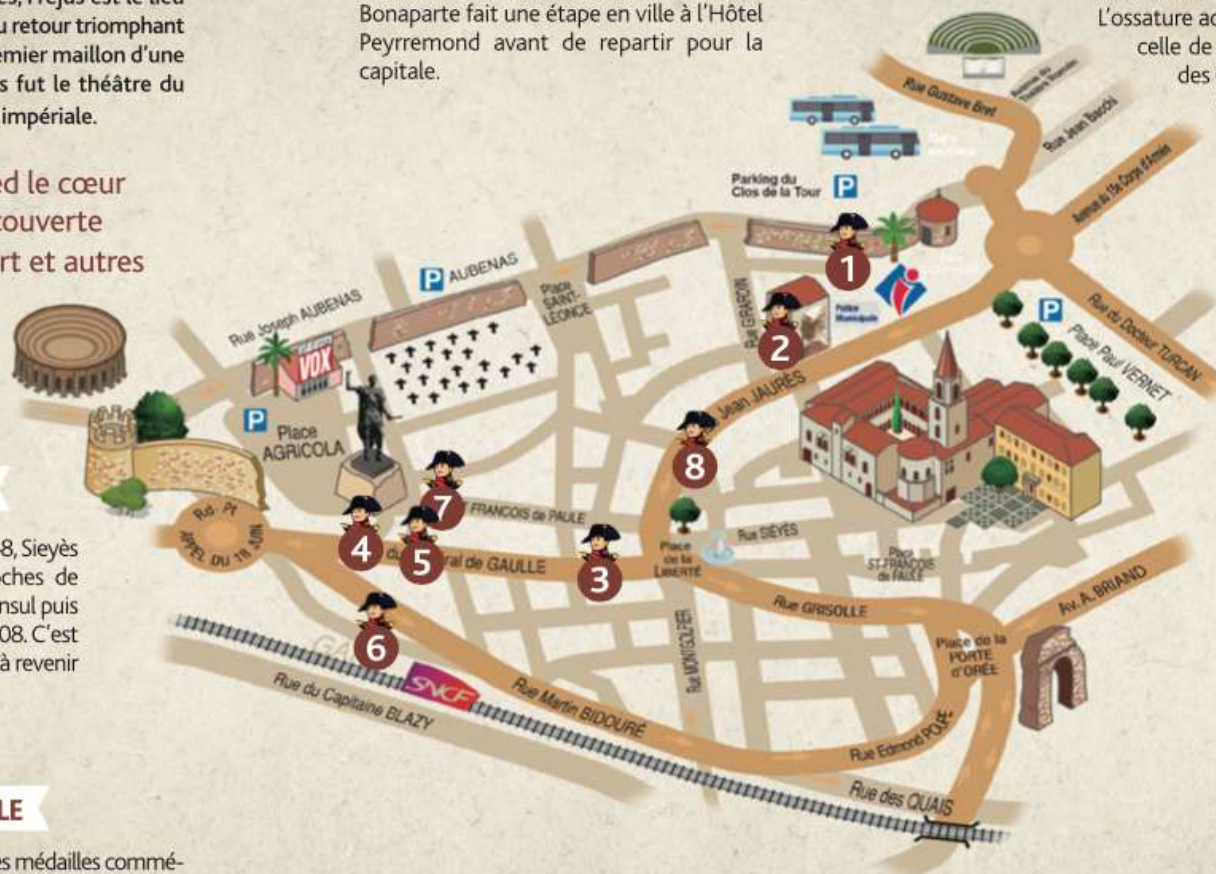 es, Fréjus est le lieu
u retour triomphant
emier maillon d'une
s fut le théâtre du
impériale.
ed le cœur
couverte
rt et autres
Bonaparte fait une étape en ville à l'Hôtel
Peyrremond avant de repartir pour la
capitale.
L'ossature ac
celle de
des
Rue Gustave Bret
Rue Jean Bacchi
Avenue du 15e Corps d'Armée
Parking du
Clos de la Tour
P
1
P AUBENAS
Rue Joseph AUBENAS
Place
SAINT-
LÉONCE
Rue GIRARDIN
Police
Municipale
2
P
Place Paul VERNET
Rue du Docteur TURCAN
VOX
P
Place
AGRICOLA
Jean JAURÈS
8
7
FRANCOIS de PAULE
Rd- Pt
APPEL DU 18 JUIN
4
5
du
ral de GAULLE
3
Place
de la
LIBERTÉ
Rue SIÉYÈS
Place
ST-FRANÇOIS
de PAULE
Rue GRISOLLE
Av. A. BRIAND
Place de la
PORTE
d'ORÉE
Rue MONTGOLFIER
6
GA
SNCF
Rue du Capitaine BLAZY
Rue Martin BIDOURÉ
Rue Edmond POUPÉ
Rue des QUAIS
8, Sieyès
ches de
nsul puis
08. C'est
à revenir
LE
es médailles commé-